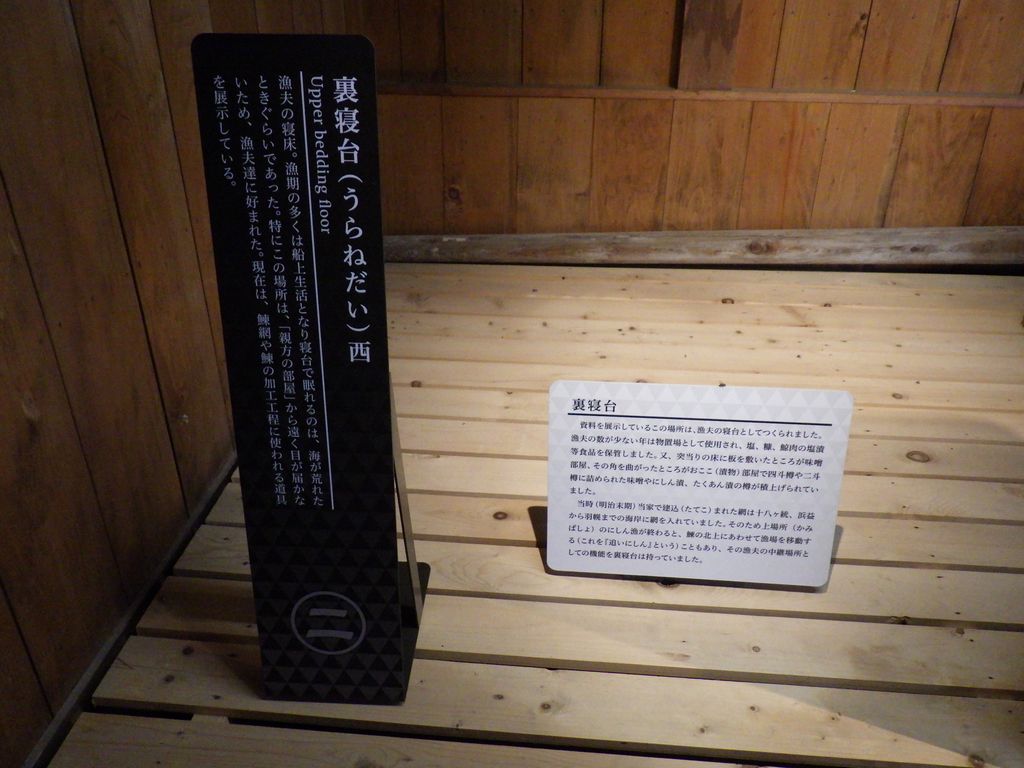 裏寝台（うらねだい）西
Upper bedding floor
漁夫の寝床。漁期の多くは船上生活となり寝台で眠れるのは、海が荒れた
ときぐらいであった。特にこの場所は、「親方の部屋」から遠く目が届かな
いため、漁夫達に好まれた。現在は、鰊網や鰊の加工工程に使われる道具
を展示している。
二
裏寝台
資料を展示しているこの場所は、漁夫の寝台としてつくられました。
漁夫の数が少ない年は物置場として使用され、塩、糠、鯨肉の塩漬
等食品を保管しました。又、突当りの床に板を敷いたところが味噌
部屋、その角を曲がったところがおここ（漬物）部屋で四斗樽や二斗
樽に詰められた味噌やにしん漬、たくあん漬の樽が積上げられてい
ました。
当時（明治末期）当家で建込（たてこ）まれた網は十八ヶ統、浜益
から羽幌までの海岸に網を入れていました。そのため上場所（かみ
ばしょ）のにしん漁が終わると、鰊の北上にあわせて漁場を移動す
る（これを『追いにしん』という）こともあり、その漁夫の中継場所と
しての機能を裏寝台は持っていました。